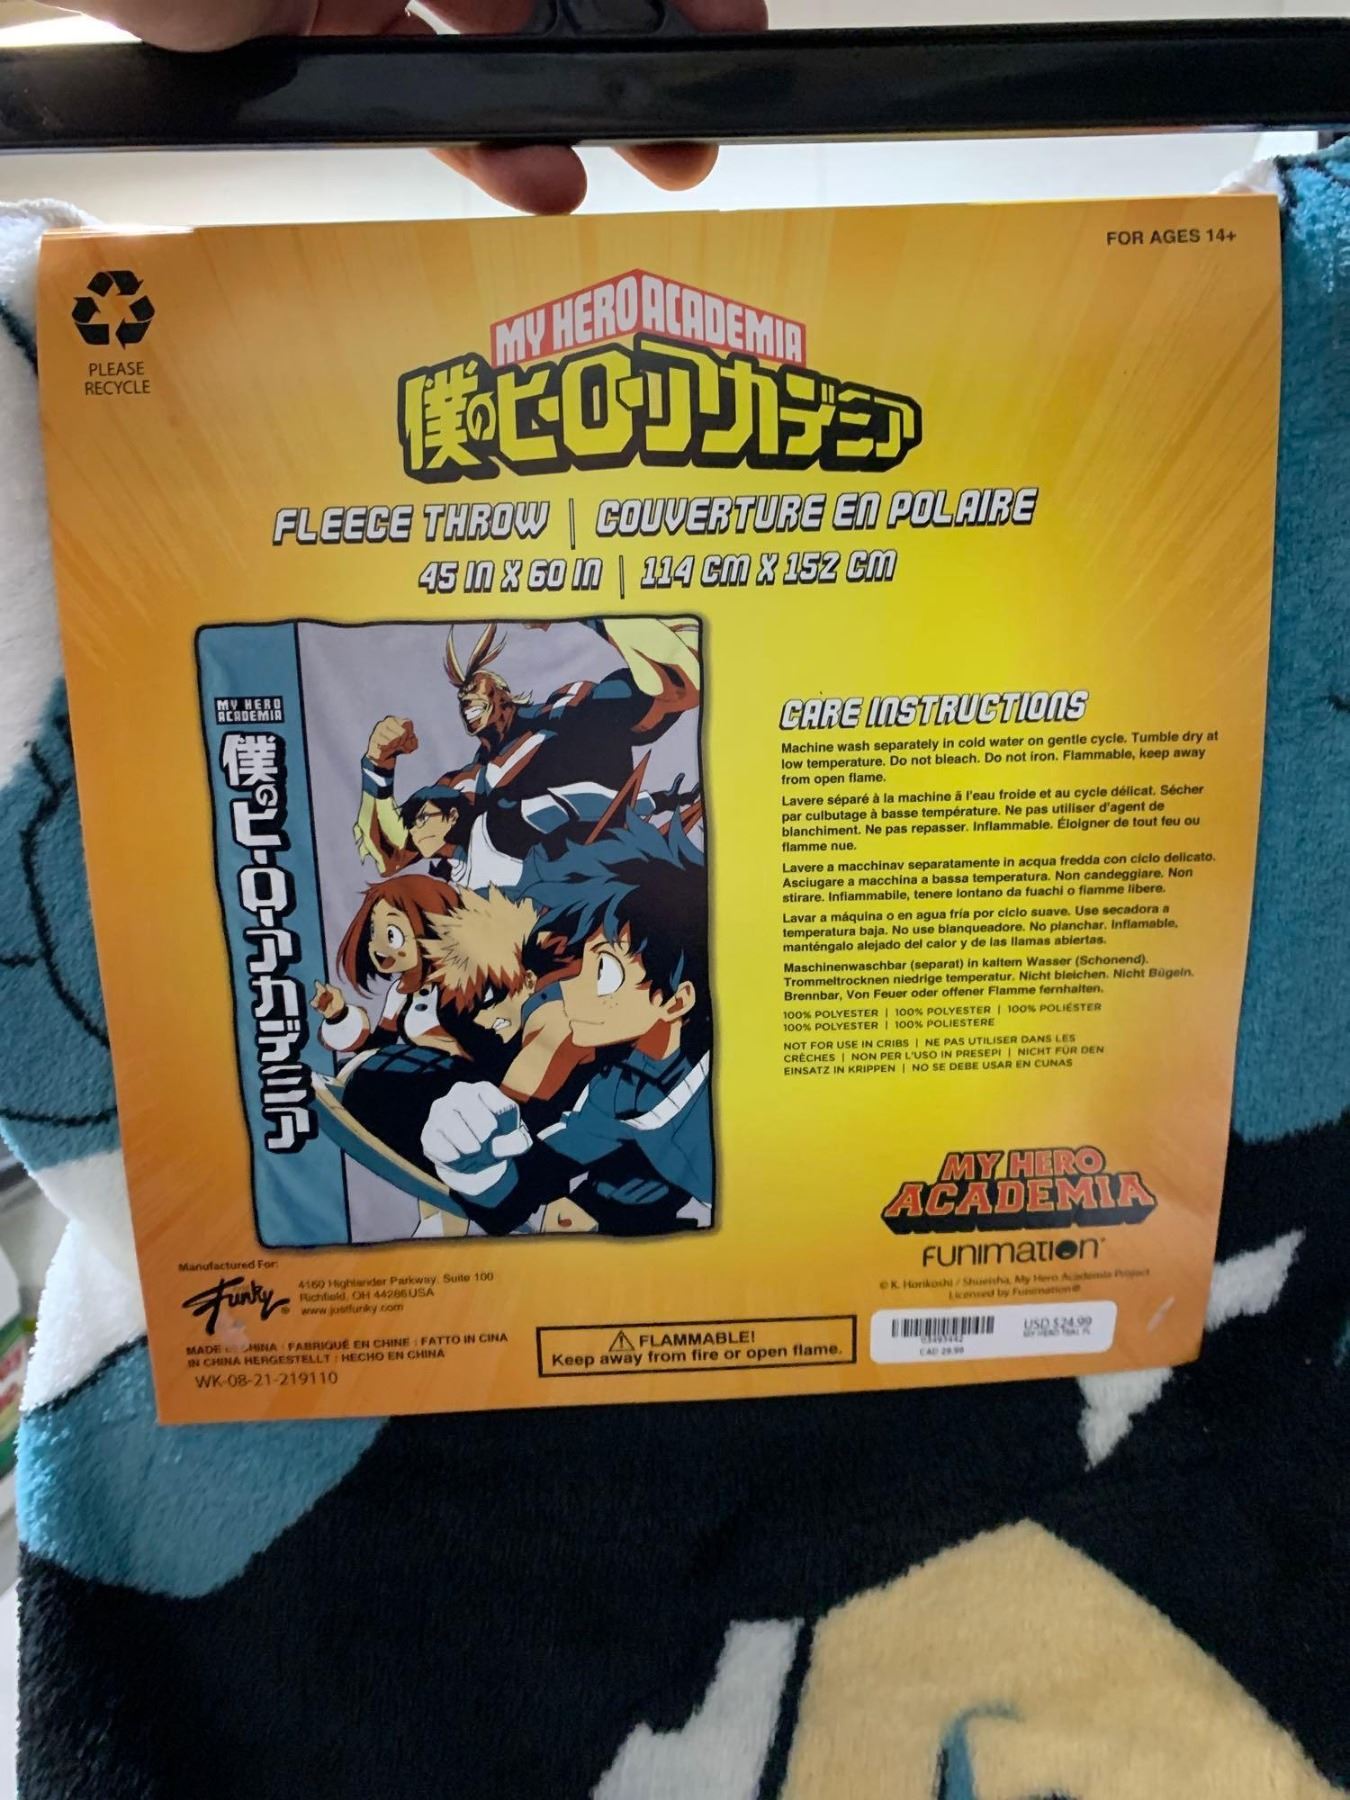 FOR AGES 14+
PLEASE
RECYCLE
MY HERO ACADEMIA
僕のヒーローアカデミア
FLEECE THROW | COUVERTURE EN POLAIRE
45 IN X 60 IN | 114 CM X 152 CM
MY HERO
ACADEMIA
僕のヒーローアカデミア
CARE INSTRUCTIONS
Machine wash separately in cold water on gentle cycle. Tumble dry at
low temperature. Do not bleach. Do not iron. Flammable, keep away
from open flame.
Lavere séparé à la machine ã l'eau froide et au cycle délicat. Sécher
par culbutage à basse température. Ne pas utiliser d'agent de
blanchiment. Ne pas repasser. Inflammable. Éloigner de tout feu ou
flamme nue.
Lavere a macchinav separatamente in acqua fredda con ciclo delicato.
Asciugare a macchina a bassa temperatura. Non candeggiare. Non
stirare. Infiammabile, tenere lontano da fuachi o fiamme libere.
Lavar a máquina o en agua fría por ciclo suave. Use secadora a
temperatura baja. No use blanqueadore. No planchar. Inflamable,
manténgalo alejado del calor y de las llamas abiertas.
Maschinenwaschbar (separat) in kaltem Wasser (Schonend).
Trommeltrocknen niedrige temperatur. Nicht bleichen. Nicht Bügeln.
Brennbar, Von Feuer oder offener Flamme fernhalten.
100% POLYESTER | 100% POLYESTER | 100% POLIÉSTER
100% POLYESTER | 100% POLIESTERE
NOT FOR USE IN CRIBS | NE PAS UTILISER DANS LES
CRÈCHES | NON PER L'USO IN PRESEPI | NICHT FÜR DEN
EINSATZ IN KRIPPEN | NO SE DEBE USAR EN CUNAS
MY HERO
ACADEMIA
FUNIMATION
© K. Horikoshi / Shueisha, My Hero Academia Project
Licensed by Funimation®
Manufactured For:
Funky®
4160 Highlander Parkway, Suite 100
Richfield, OH 44286 USA
www.justfunky.com
MADE CHINA | FABRIQUÉ EN CHINE | FATTO IN CINA
IN CHINA HERGESTELLT | HECHO EN CHINA
WK-08-21-219110
FLAMMABLE!
Keep away from fire or open flame.
USD $24.99